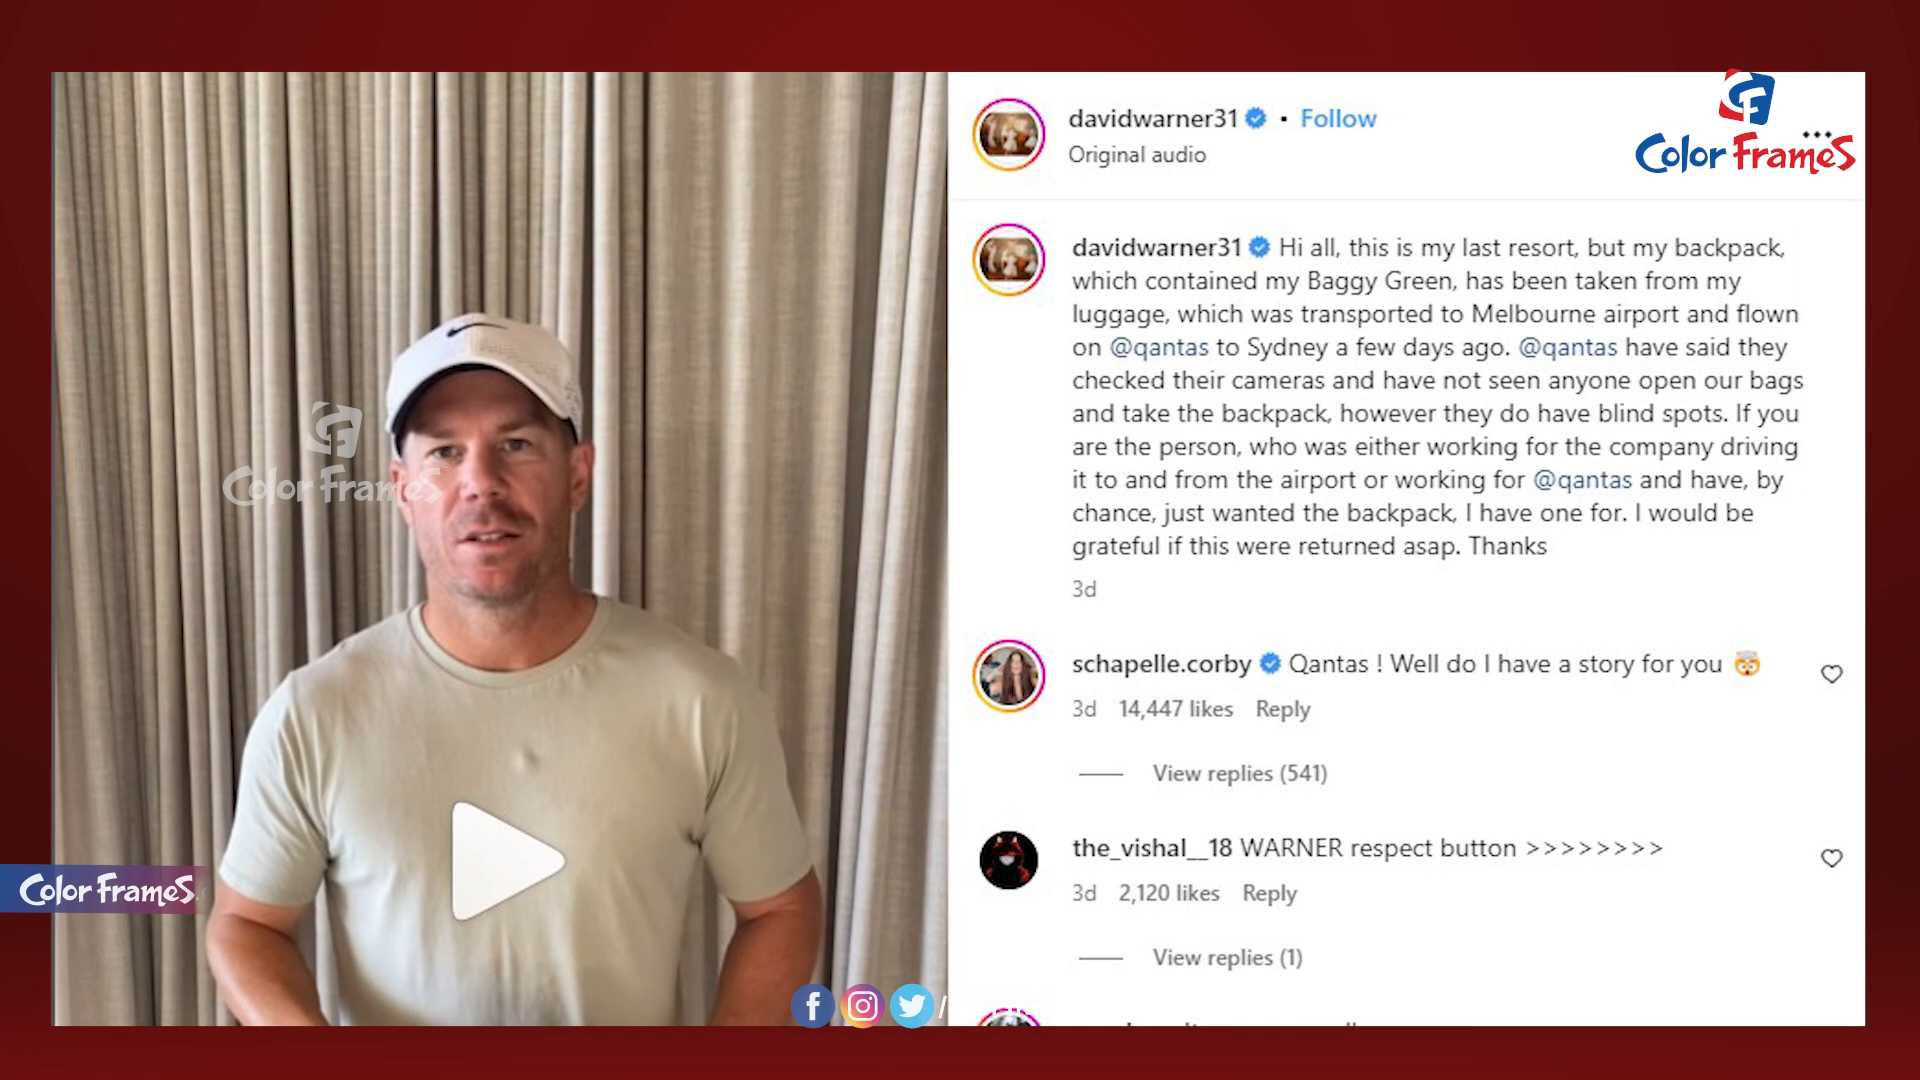 davidwarner31 • Follow
Original audio
Color Frames
davidwarner31 Hi all, this is my last resort, but my backpack,
which contained my Baggy Green, has been taken from my
luggage, which was transported to Melbourne airport and flown
on @qantas to Sydney a few days ago. @qantas have said they
checked their cameras and have not seen anyone open our bags
and take the backpack, however they do have blind spots. If you
are the person, who was either working for the company driving
it to and from the airport or working for @qantas and have, by
chance, just wanted the backpack, I have one for. I would be
grateful if this were returned asap. Thanks
3d
schapelle.corby Qantas ! Well do I have a story for you 🤯
3d 14,447 likes Reply
View replies (541)
the_vishal__18 WARNER respect button >>>>>>>>
3d 2,120 likes Reply
View replies (1)
Color Frames
Color Frames